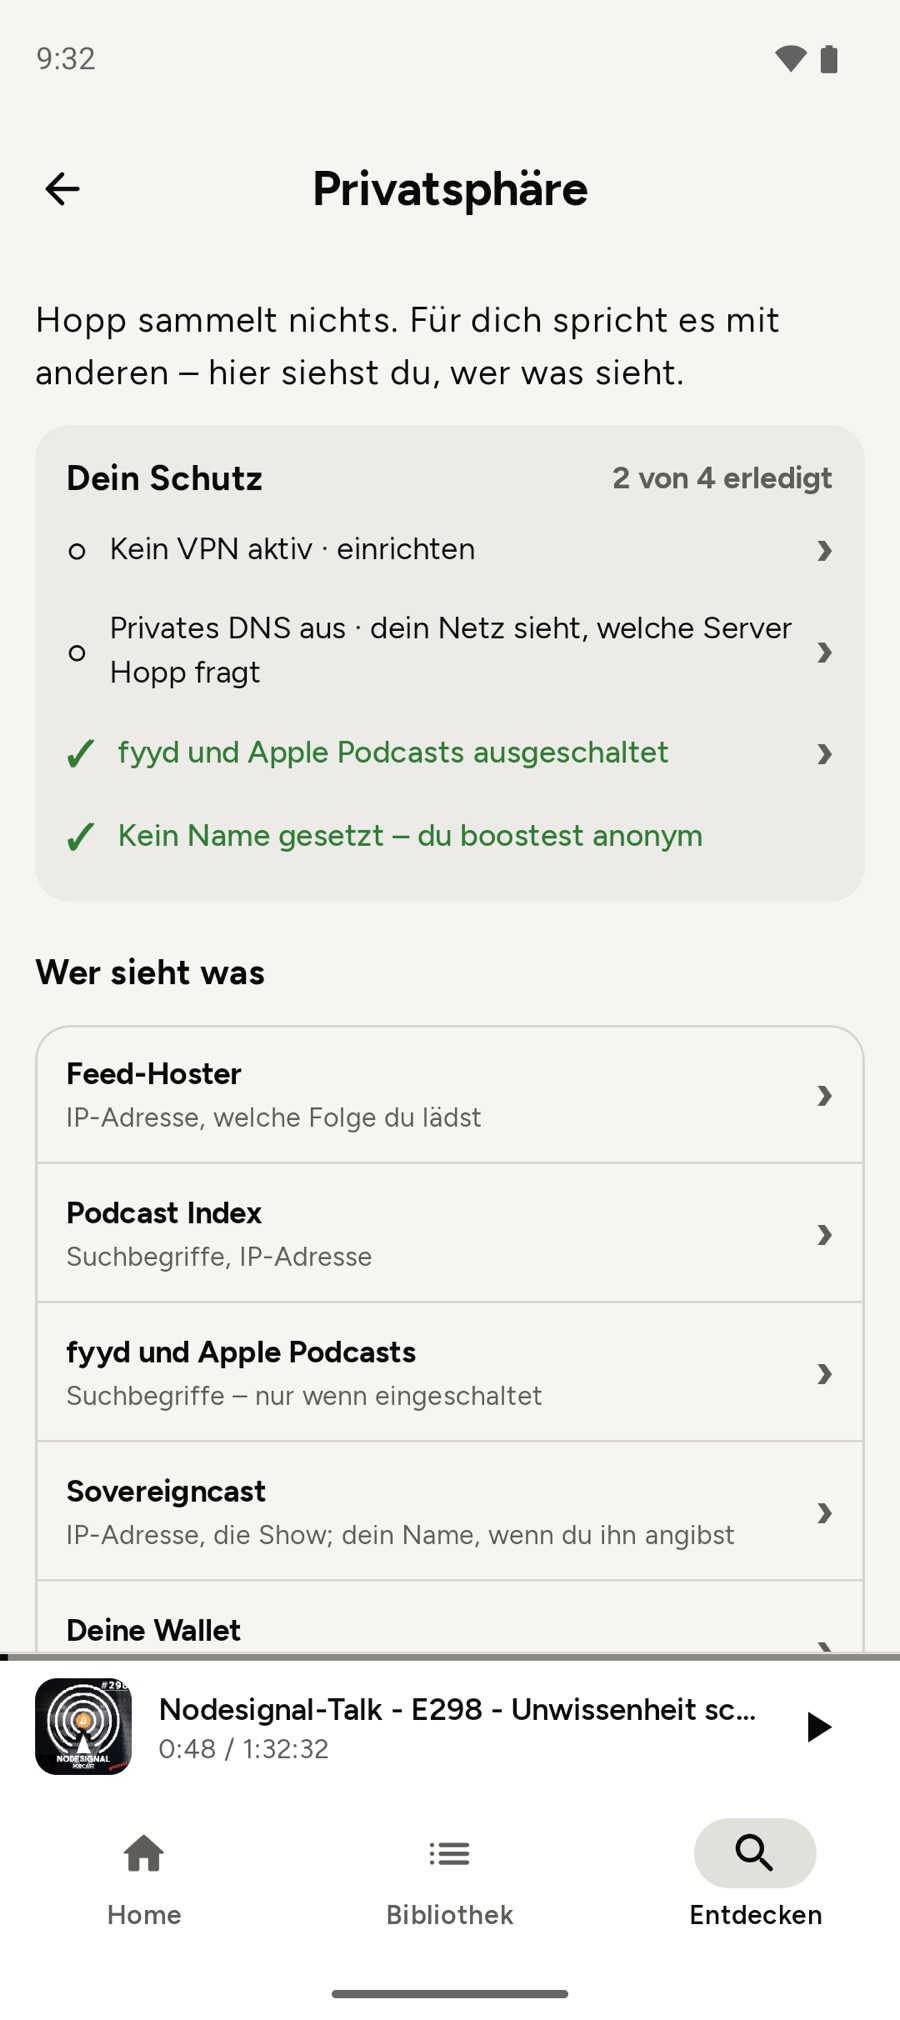 9:32
Privatsphäre
Hopp sammelt nichts. Für dich spricht es mit
anderen – hier siehst du, wer was sieht.
Dein Schutz
2 von 4 erledigt
Kein VPN aktiv · einrichten
Privates DNS aus · dein Netz sieht, welche Server
Hopp fragt
fyyd und Apple Podcasts ausgeschaltet
Kein Name gesetzt – du boostest anonym
Wer sieht was
Feed-Hoster
IP-Adresse, welche Folge du lädst
Podcast Index
Suchbegriffe, IP-Adresse
fyyd und Apple Podcasts
Suchbegriffe – nur wenn eingeschaltet
Sovereigncast
IP-Adresse, die Show; dein Name, wenn du ihn angibst
Deine Wallet
#298
NODESIGNAL
PODCAST
Nodesignal-Talk - E298 - Unwissenheit sc...
0:48 / 1:32:32
Home
Bibliothek
Entdecken